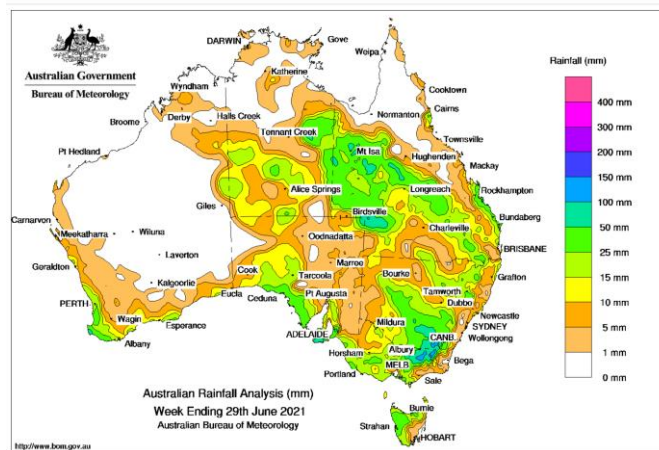 Australian Government
Bureau of Meteorology
DARWIN
Gove
Weipa
Katherine
Wyndham
Cooktown
Cairns
Derby
Halls Creek
Normanton
Broome
Tennant Creek
Townsville
Pt Hedland
Mt Isa
Hughenden
Mackay
Alice Springs
Longreach
Rockhampton
Giles
Birdsville
Bundaberg
Carnarvon
Meekatharra
Wiluna
Oodnadatta
Charleville
BRISBANE
Laverton
Marree
Geraldton
Cook
Tarcoola
Bourke
Grafton
Kalgoorlie
Eucla
Ceduna
Pt Augusta
Tamworth
PERTH
Dubbo
Wagin
Esperance
Mildura
Newcastle
SYDNEY
Albany
ADELAIDE
CANB.
Wollongong
Horsham
Albury
Bega
Portland
MELB
Sale
Burnie
Strahan
HOBART
Rainfall (mm)
400 mm
300 mm
200 mm
150 mm
100 mm
50 mm
25 mm
15 mm
10 mm
5 mm
1 mm
0 mm
Australian Rainfall Analysis (mm)
Week Ending 29th June 2021
Australian Bureau of Meteorology
http://www.bom.gov.au